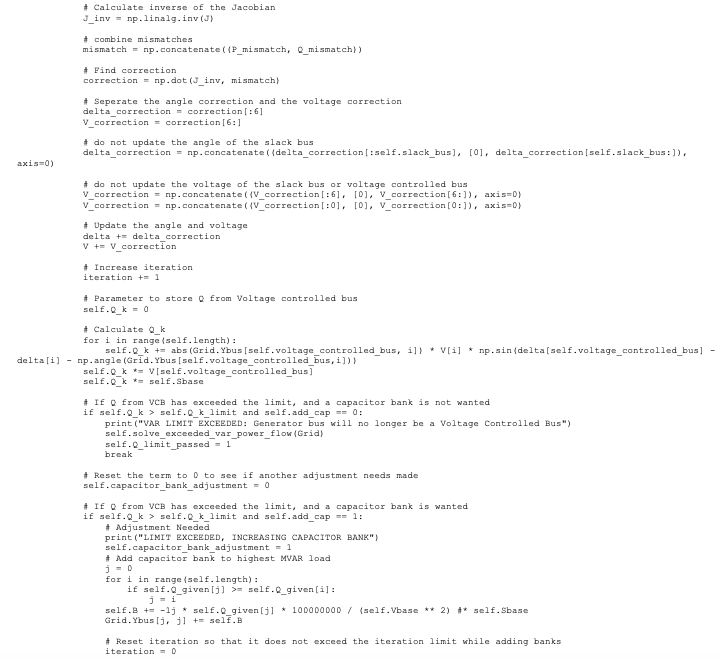 # Calculate inverse of the Jacobian
J_inv = np.linalg.inv(J)
# combine mismatches
mismatch = np.concatenate((P_mismatch, Q_mismatch))
# Find correction
correction = np.dot(J_inv, mismatch)
# Seperate the angle correction and the voltage correction
delta_correction = correction[:6]
V_correction = correction[6:]
# do not update the angle of the slack bus
delta_correction = np.concatenate((delta_correction[:self.slack_bus], [0], delta_correction[self.slack_bus:]),
axis=0)
# do not update the voltage of the slack bus or voltage controlled bus
V_correction = np.concatenate((V_correction[:6], [0], V_correction[6:]), axis=0)
V_correction = np.concatenate((V_correction[:0], [0], V_correction[0:]), axis=0)
# Update the angle and voltage
delta += delta_correction
V += V_correction
# Increase iteration
iteration += 1
# Parameter to store Q from Voltage controlled bus
self.Q_k = 0
# Calculate Q_k
for i in range(self.length):
self.Q_k += abs(Grid.Ybus[self.voltage_controlled_bus, i]) * V[i] * np.sin(delta[self.voltage_controlled_bus] -
delta[i] - np.angle(Grid.Ybus[self.voltage_controlled_bus,i]))
self.Q_k *= V[self.voltage_controlled_bus]
self.Q_k *= self.Sbase
# If Q from VCB has exceeded the limit, and a capacitor bank is not wanted
if self.Q_k > self.Q_k_limit and self.add_cap == 0:
print("VAR LIMIT EXCEEDED: Generator bus will no longer be a Voltage Controlled Bus")
self.solve_exceeded_var_power_flow(Grid)
self.Q_limit_passed = 1
break
# Reset the term to 0 to see if another adjustment needs made
self.capacitor_bank_adjustment = 0
# If Q from VCB has exceeded the limit, and a capacitor bank is wanted
if self.Q_k > self.Q_k_limit and self.add_cap == 1:
# Adjustment Needed
print("LIMIT EXCEEDED, INCREASING CAPACITOR BANK")
self.capacitor_bank_adjustment = 1
# Add capacitor bank to highest MVAR load
j = 0
for i in range(self.length):
if self.Q_given[j] >= self.Q_given[i]:
j = i
self.B += -1j * self.Q_given[j] * 100000000 / (self.Vbase ** 2) #* self.Sbase
Grid.Ybus[j, j] += self.B
# Reset iteration so that it does not exceed the iteration limit while adding banks
iteration = 0